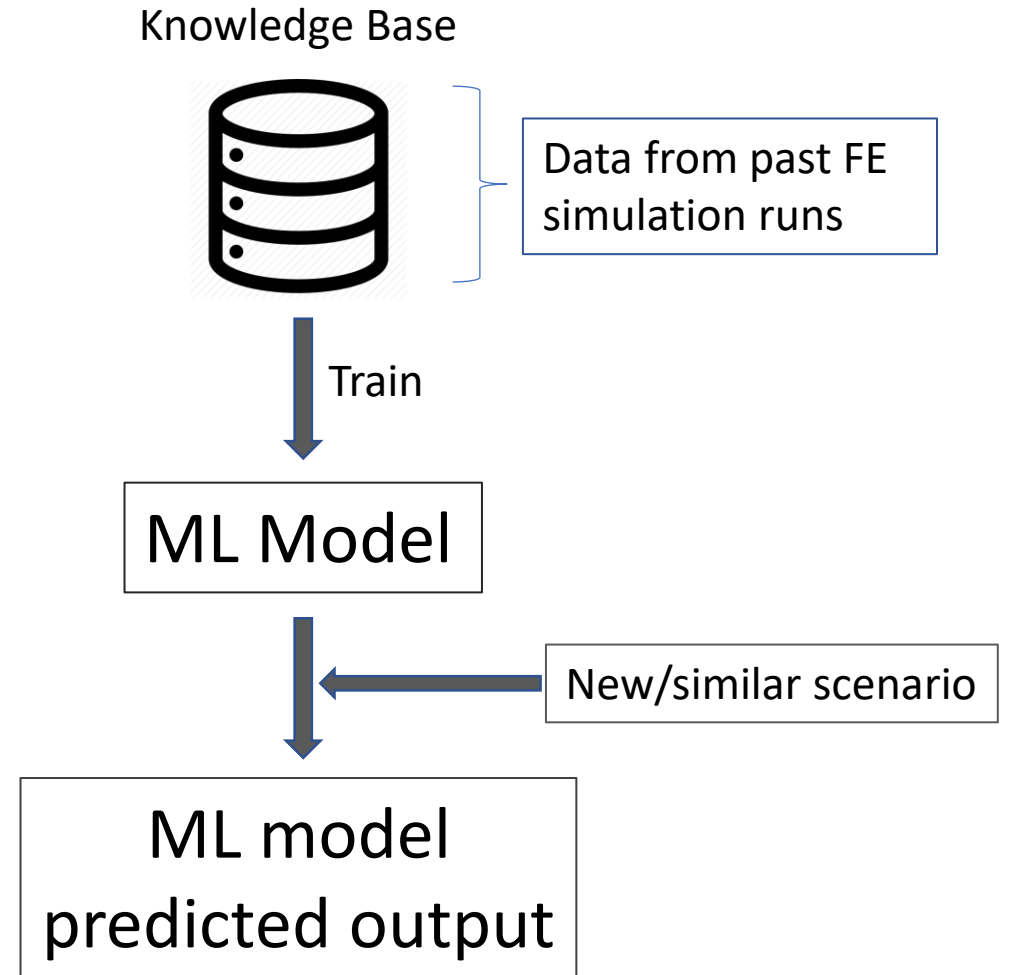 Knowledge Base
Data from past FE
simulation runs
Train
ML Model
New/similar scenario
ML model
predicted output